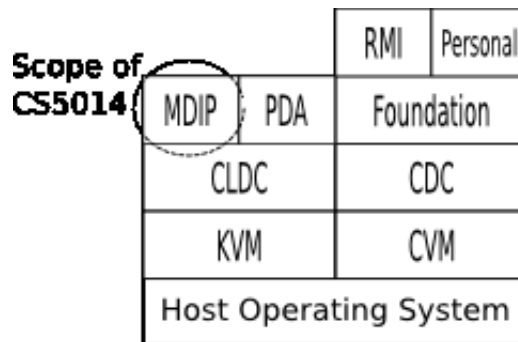 RMI Personal
Scope of
CS5014
MDIP PDA Foundation
CLDC CDC
KVM CVM
Host Operating System